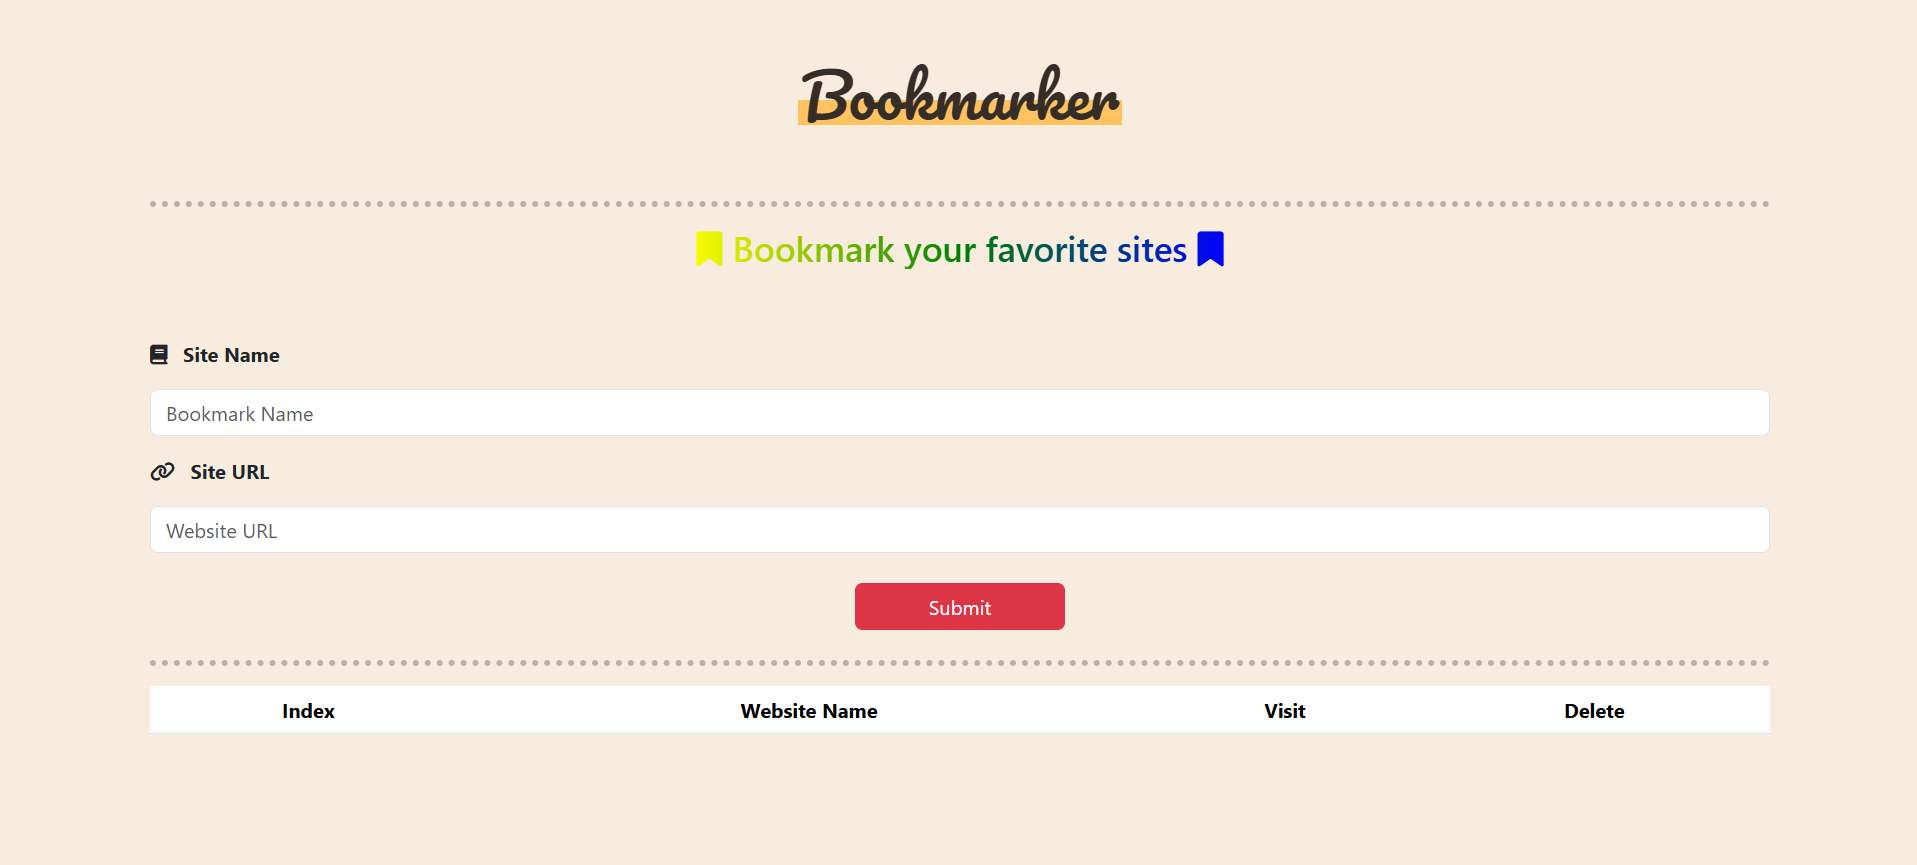 Bookmarker
Bookmark your favorite sites
Site Name
Bookmark Name
Site URL
Website URL
Submit
Index Website Name Visit Delete